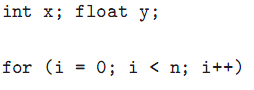 int x; float y;
for (i = 0; i < n; i++)